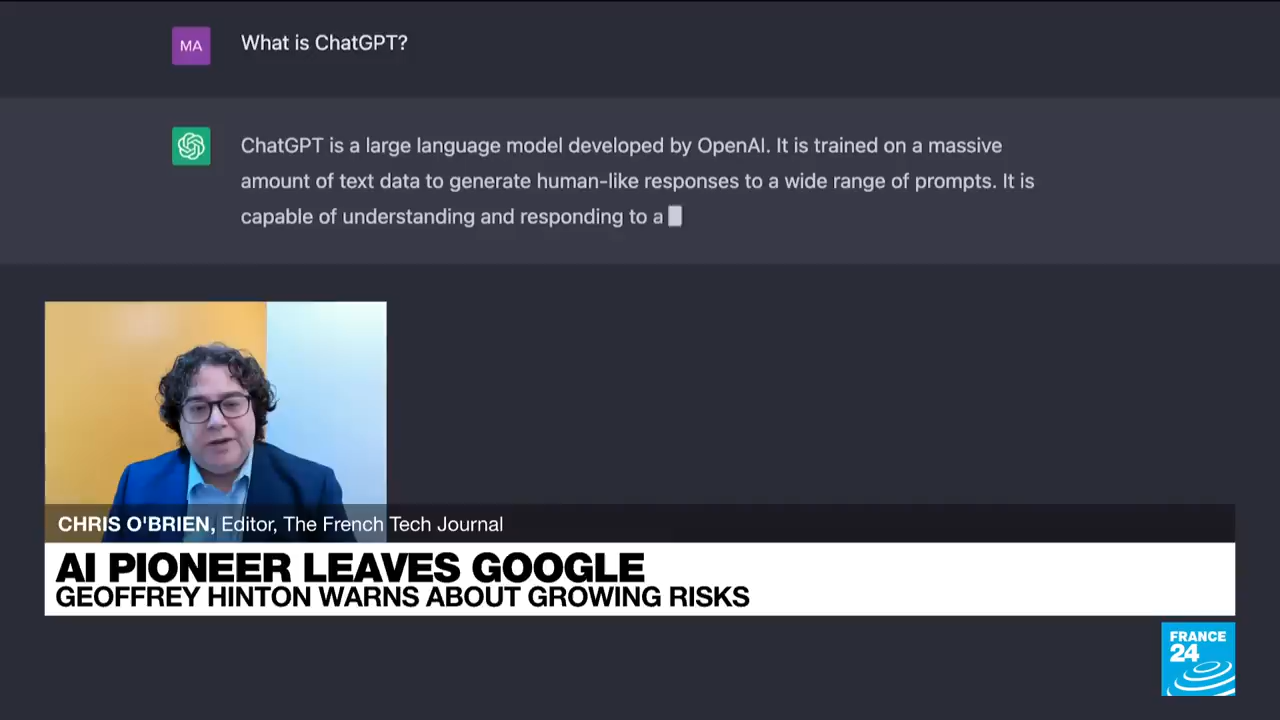 MA
What is ChatGPT?
ChatGPT is a large language model developed by OpenAI. It is trained on a massive
amount of text data to generate human-like responses to a wide range of prompts. It is
capable of understanding and responding to a
CHRIS O'BRIEN, Editor, The French Tech Journal
AI PIONEER LEAVES GOOGLE
GEOFFREY HINTON WARNS ABOUT GROWING RISKS
FRANCE
24